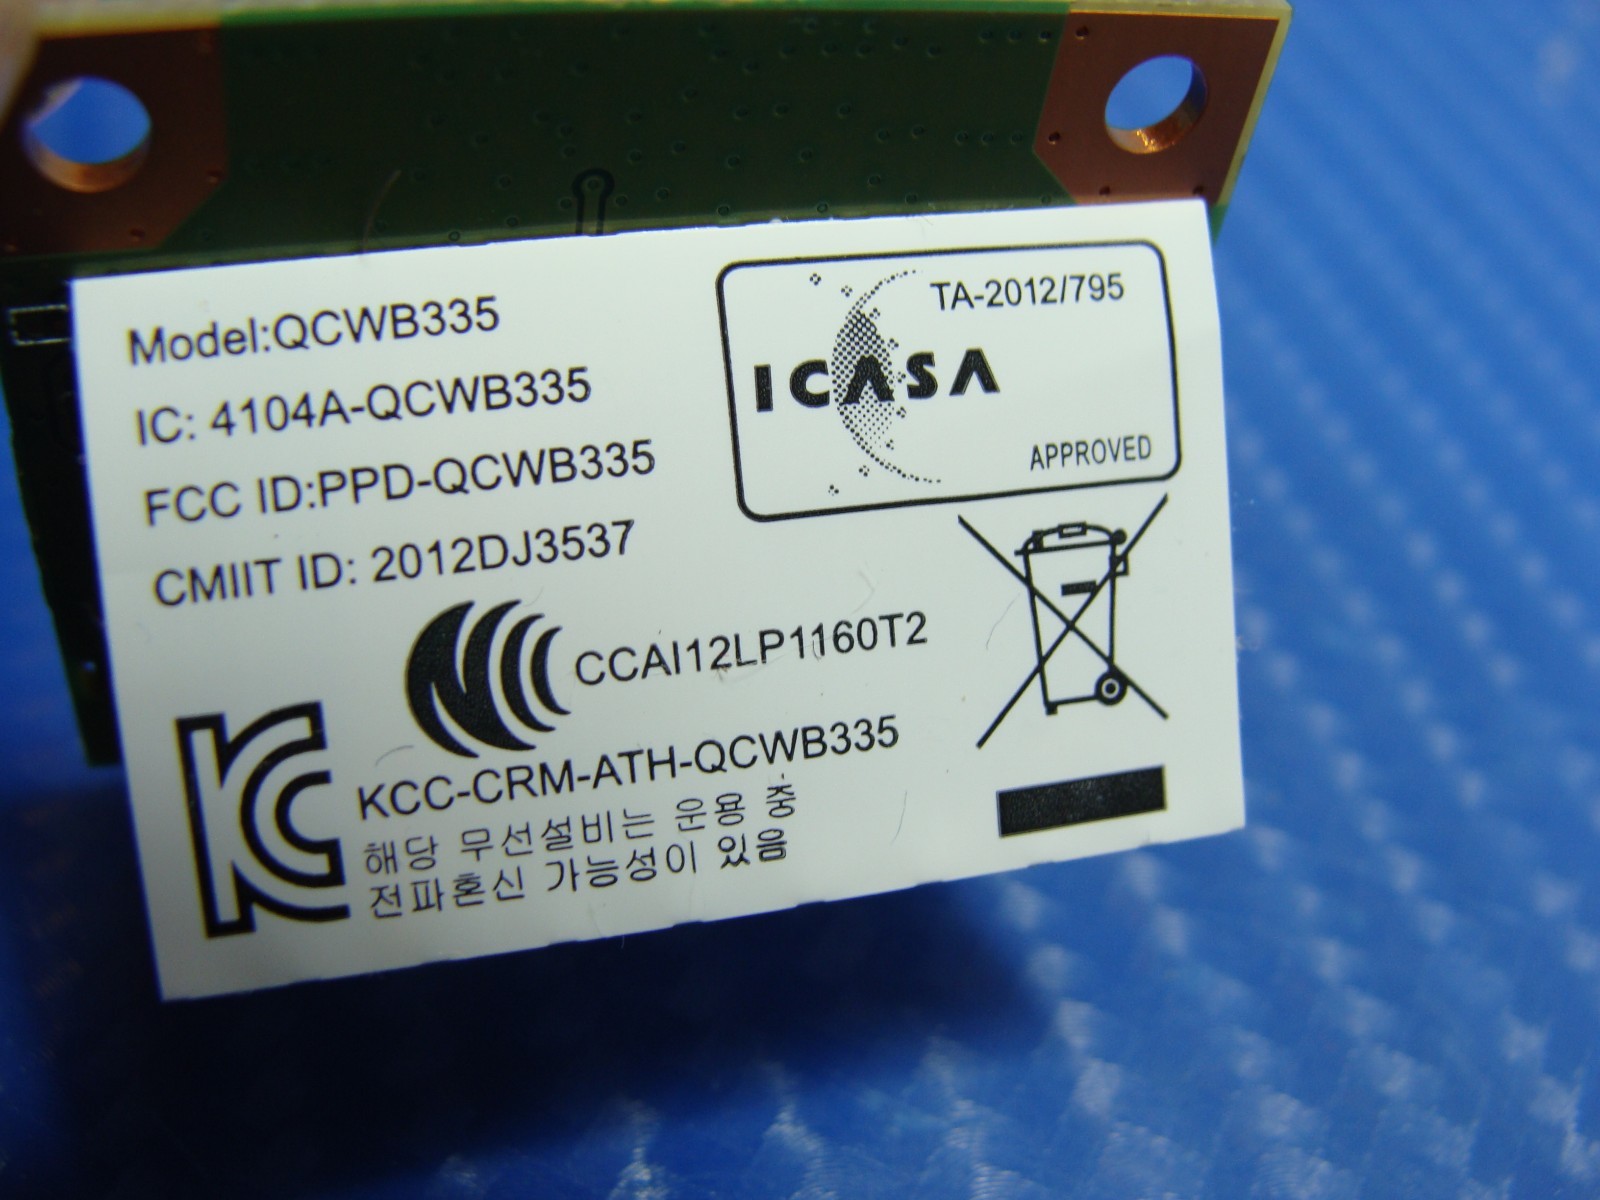 Model:QCWB335
IC: 4104A-QCWB335
FCC ID:PPD-QCWB335
CMIIT ID: 2012DJ3537
TA-2012/795
ICASA
APPROVED
CCAI12LP1160T2
KCC-CRM-ATH-QCWB335
해당 무선설비는 운용 중
전파혼신 가능성이 있음